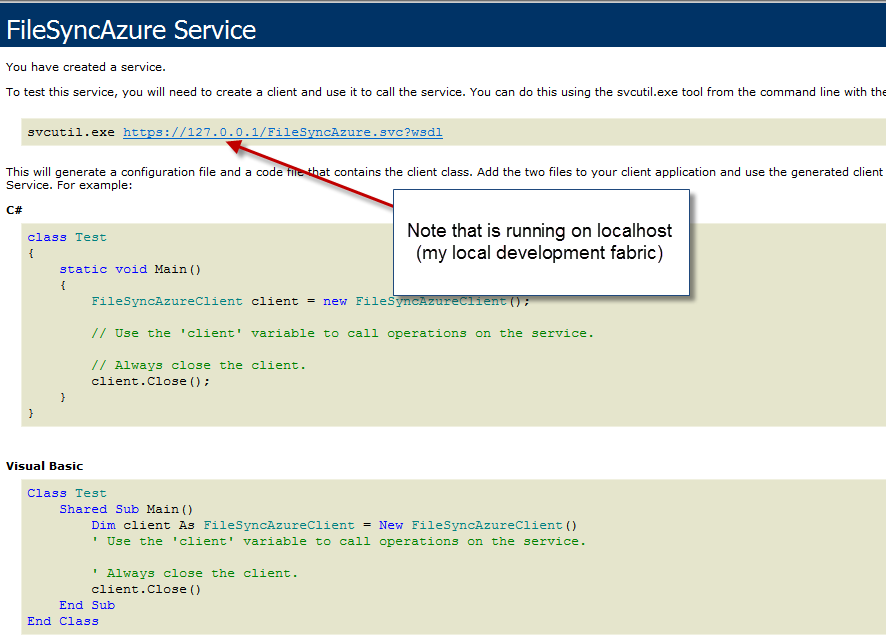 FileSyncAzure Service
You have created a service.
To test this service, you will need to create a client and use it to call the service. You can do this using the svcutil.exe tool from the command line with the
svcutil.exe https://127.0.0.1/FileSyncAzure.svc?wsdl
This will generate a configuration file and a code file that contains the client class. Add the two files to your client application and use the generated client
Service. For example:
C#
Note that is running on localhost
(my local development fabric)
class Test
{
    static void Main()
    {
        FileSyncAzureClient client = new FileSyncAzureClient();
        // Use the 'client' variable to call operations on the service.
        // Always close the client.
        client.Close();
    }
}
Visual Basic
Class Test
    Shared Sub Main()
        Dim client As FileSyncAzureClient = New FileSyncAzureClient()
        ' Use the 'client' variable to call operations on the service.
        ' Always close the client.
        client.Close()
    End Sub
End Class